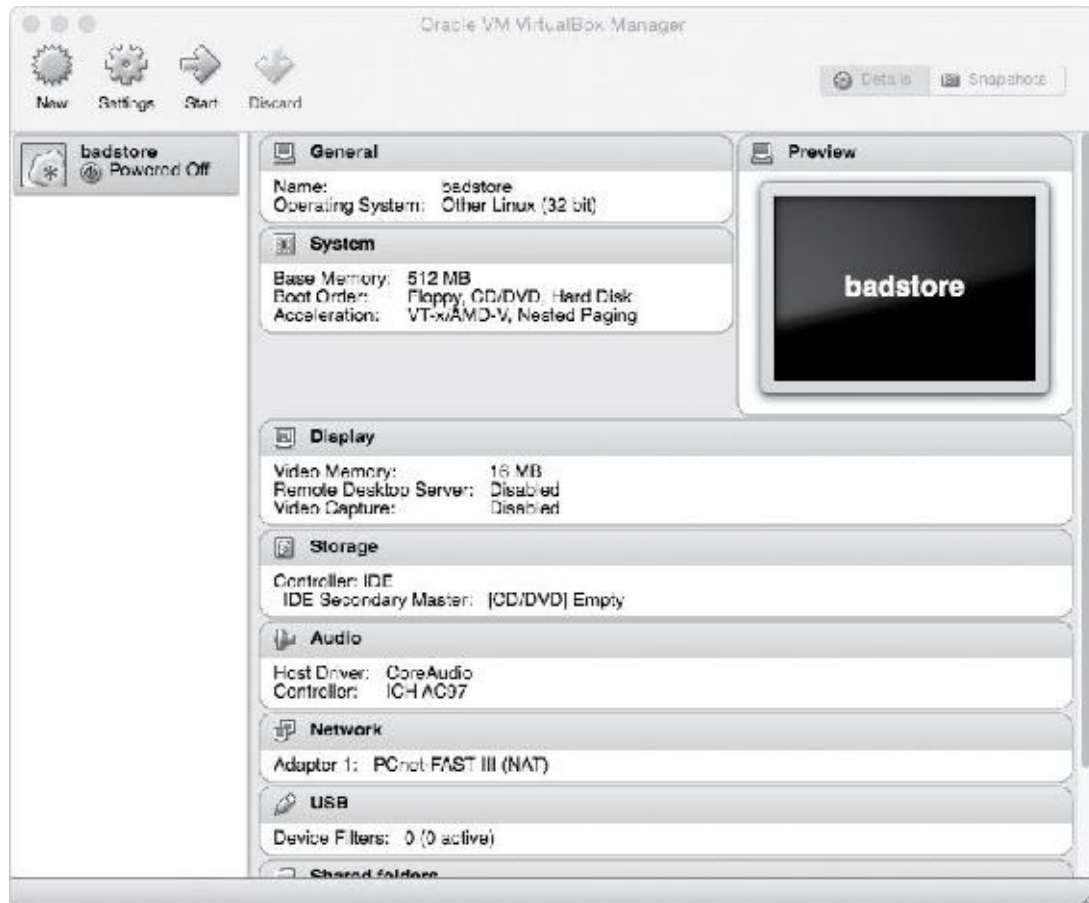 Oracle VM VirtualBox Manager
New
Settings
Start
Discard
Details
Snapshots
badstore
Powered Off
General
Name: badstore
Operating System: Other Linux (32 bit)
System
Base Memory: 512 MB
Boot Order: Floppy, CD/DVD, Hard Disk
Acceleration: VT-x/AMD-V, Nested Paging
Preview
badstore
Display
Video Memory: 16 MB
Remote Desktop Server: Disabled
Video Capture: Disabled
Storage
Controller: IDE
IDE Secondary Master: [CD/DVD] Empty
Audio
Host Driver: CoreAudio
Controller: ICH AC97
Network
Adapter 1: PCnet-FAST III (NAT)
USB
Device Filters: 0 (0 active)
Shared folders